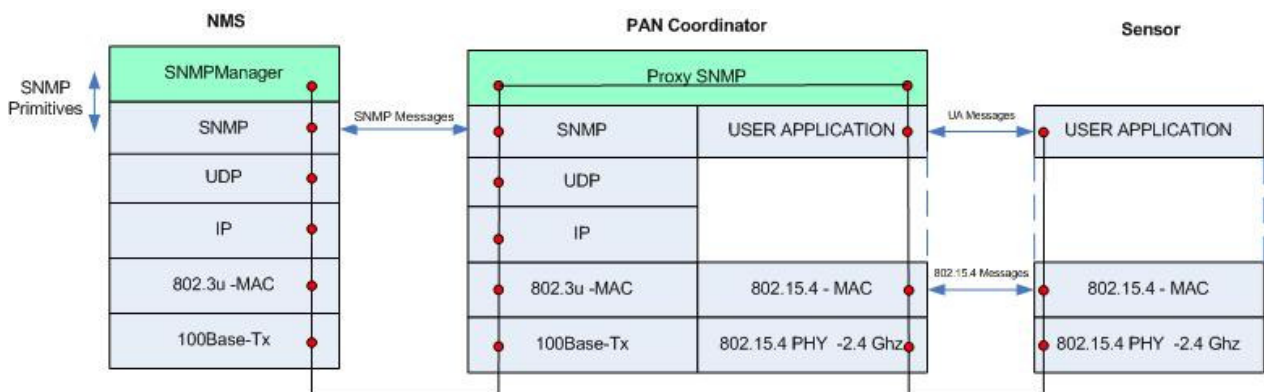 NMS
PAN Coordinator
Sensor
SNMP
Primitives
SNMPManager
SNMP
UDP
IP
802.3u -MAC
100Base-Tx
SNMP Messages
Proxy SNMP
SNMP
USER APPLICATION
UDP
IP
802.3u -MAC
802.15.4 - MAC
100Base-Tx
802.15.4 PHY -2.4 Ghz
UA Messages
802.15.4 Messages
USER APPLICATION
802.15.4 - MAC
802.15.4 PHY -2.4 Ghz